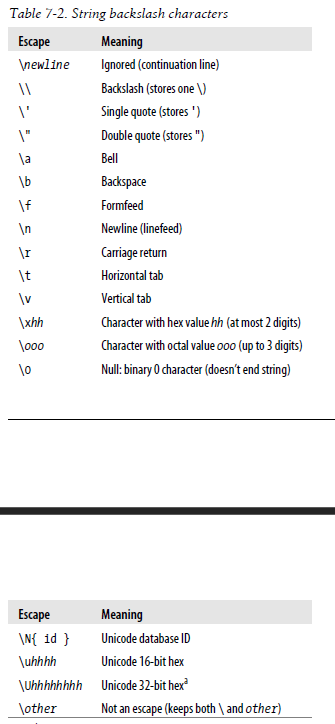 Table 7-2. String backslash characters
Escape Meaning
\newline Ignored (continuation line)
\\ Backslash (stores one \)
\' Single quote (stores ')
\" Double quote (stores ")
\a Bell
\b Backspace
\f Formfeed
\n Newline (linefeed)
\r Carriage return
\t Horizontal tab
\v Vertical tab
\xhh Character with hex value hh (at most 2 digits)
\ooo Character with octal value ooo (up to 3 digits)
\0 Null: binary 0 character (doesn't end string)
Escape Meaning
\N{ id } Unicode database ID
\uhhhh Unicode 16-bit hex
\Uhhhhhhhh Unicode 32-bit hexa
\other Not an escape (keeps both \ and other)